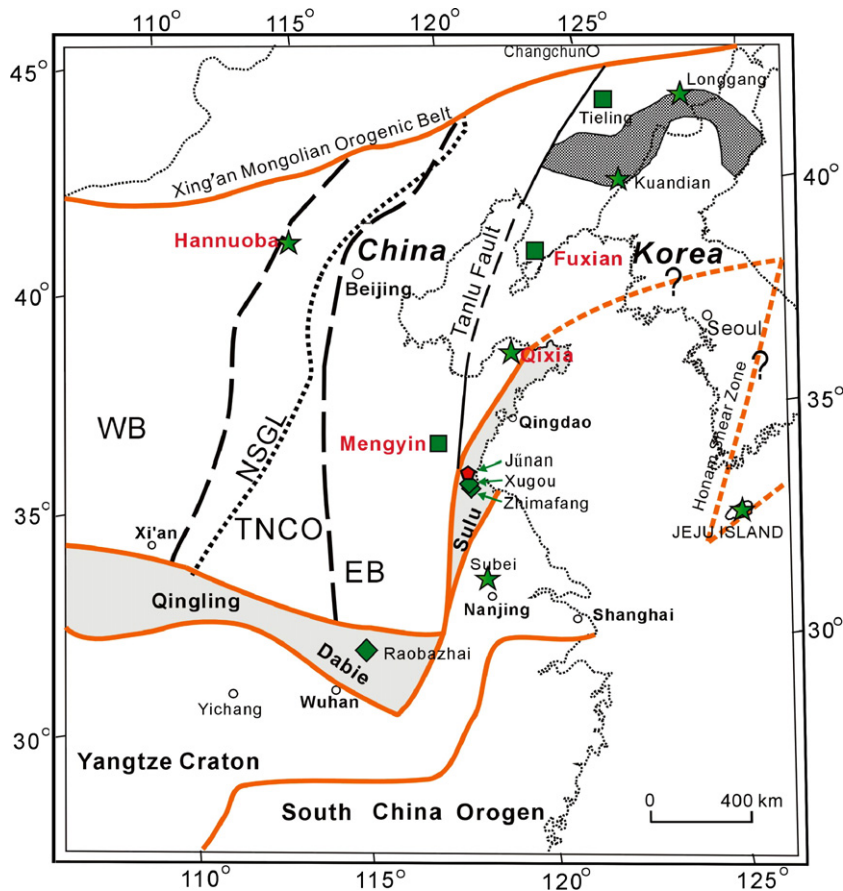 110° 115° 120° 125°
45°
Changchun
Longgang
Tieling
Xing'an Mongolian Orogenic Belt
Kuandian
40°
Hannuoba
China
Korea
Fuxian
Tanlu Fault
?
40°
Beijing
Seoul
Qixia
?
Honam Shear Zone
35°
WB
NSGL
Mengyin
Qingdao
Jűnan
Xugou
Zhimafang
35°
TNCO
Xi'an
Sulu
JEJU ISLAND
EB
Subei
Qingling
Nanjing
Shanghai
30°
Dabie
Raobazhai
Yichang
Wuhan
30°
Yangtze Craton
South China Orogen
0 400 km
110° 115° 120° 125°